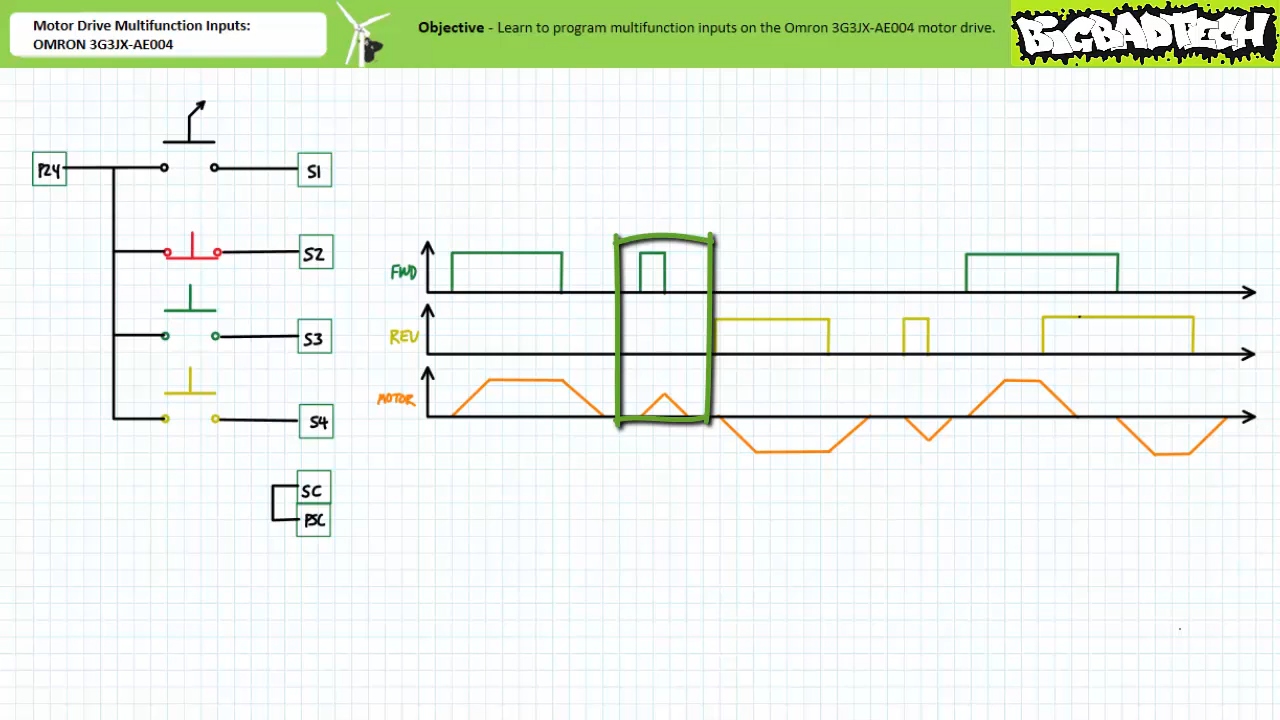 Motor Drive Multifunction Inputs:
OMRON 3G3JX-AE004
Objective - Learn to program multifunction inputs on the Omron 3G3JX-AE004 motor drive.
BIGBADTECH
P24
S1
S2
S3
S4
SC
PSC
FWD
REV
MOTOR